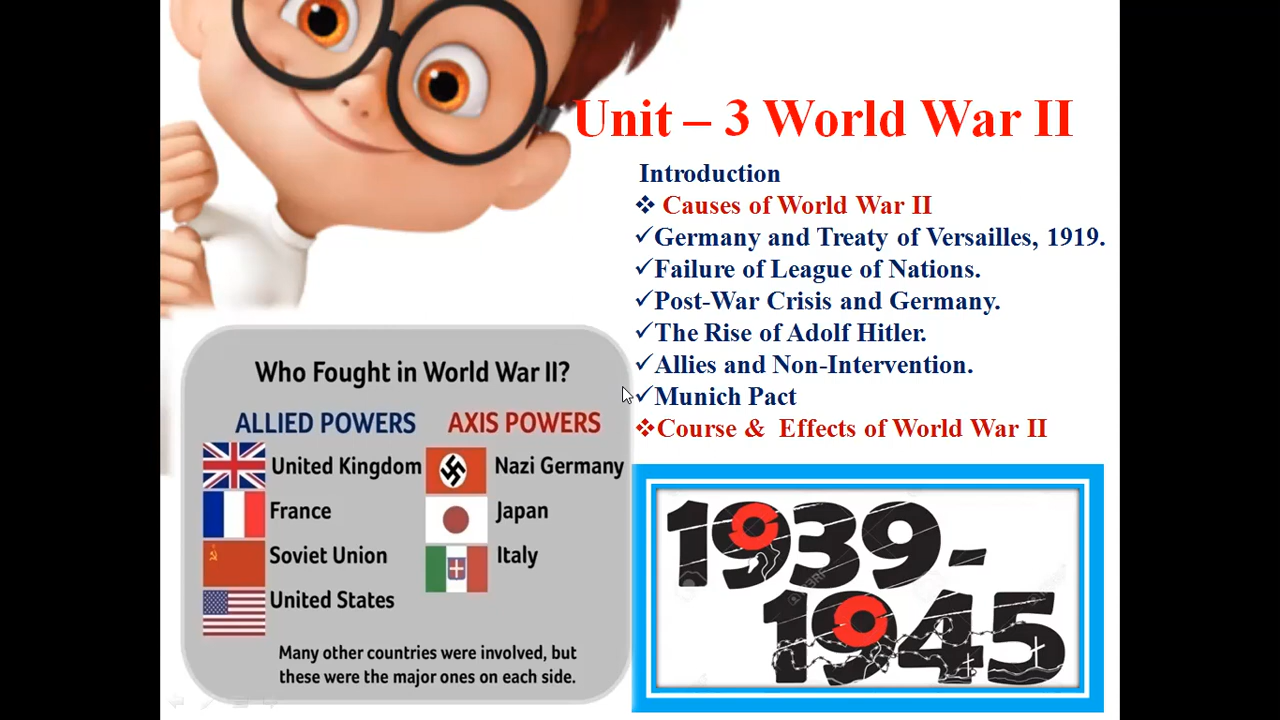 Unit – 3 World War II
Introduction
❖ Causes of World War II
✓Germany and Treaty of Versailles, 1919.
✓Failure of League of Nations.
✓Post-War Crisis and Germany.
✓The Rise of Adolf Hitler.
✓Allies and Non-Intervention.
✓Munich Pact
❖Course & Effects of World War II
Who Fought in World War II?
ALLIED POWERS AXIS POWERS
United Kingdom Nazi Germany
France Japan
Soviet Union Italy
United States
Many other countries were involved, but
these were the major ones on each side.
1939-
1945